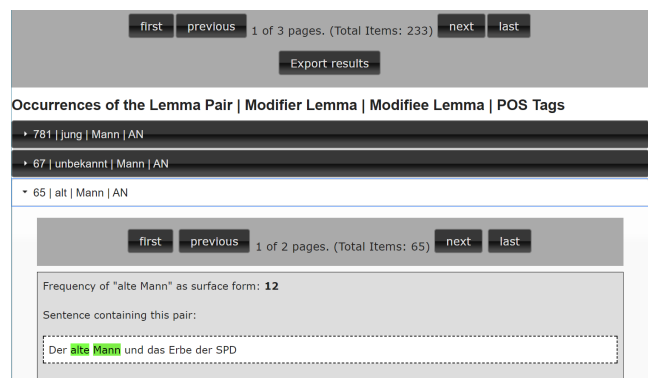 first previous 1 of 3 pages. (Total Items: 233) next last
Export results
Occurrences of the Lemma Pair | Modifier Lemma | Modifiee Lemma | POS Tags
781 | jung | Mann | AN
67 | unbekannt | Mann | AN
65 | alt | Mann | AN
first previous 1 of 2 pages. (Total Items: 65) next last
Frequency of "alte Mann" as surface form: 12
Sentence containing this pair:
Der alte Mann und das Erbe der SPD